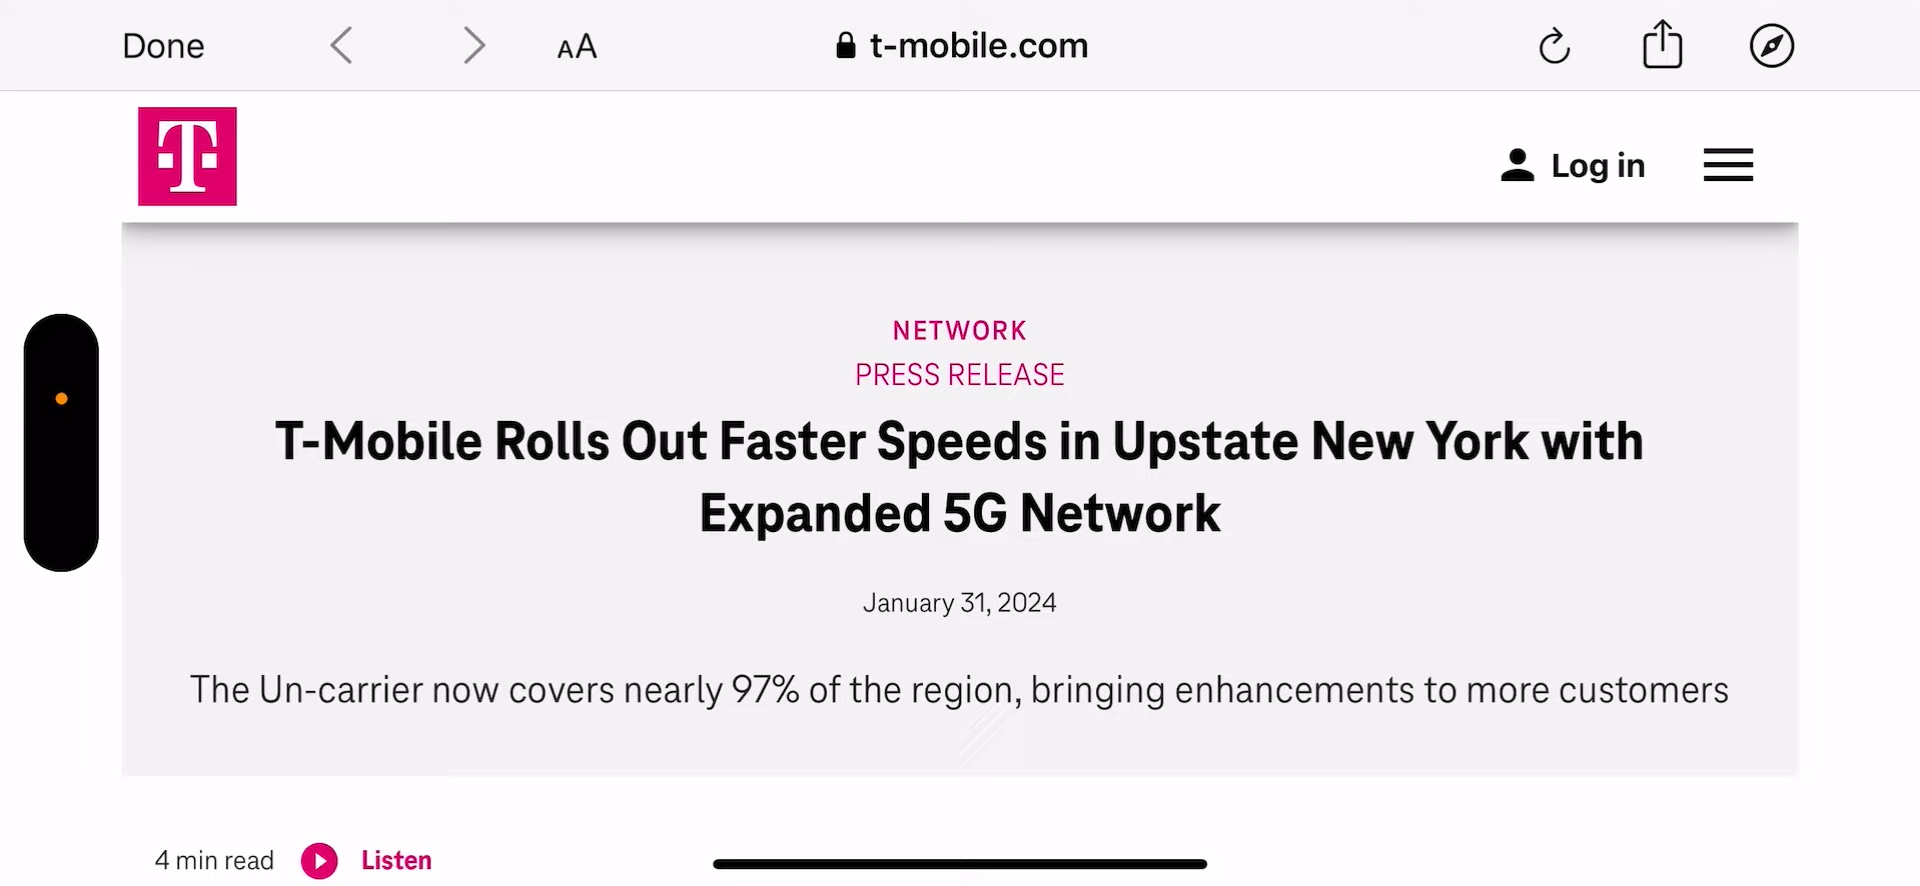 Done
AA
t-mobile.com
T
Log in
NETWORK
PRESS RELEASE
T-Mobile Rolls Out Faster Speeds in Upstate New York with
Expanded 5G Network
January 31, 2024
The Un-carrier now covers nearly 97% of the region, bringing enhancements to more customers
4 min read
Listen